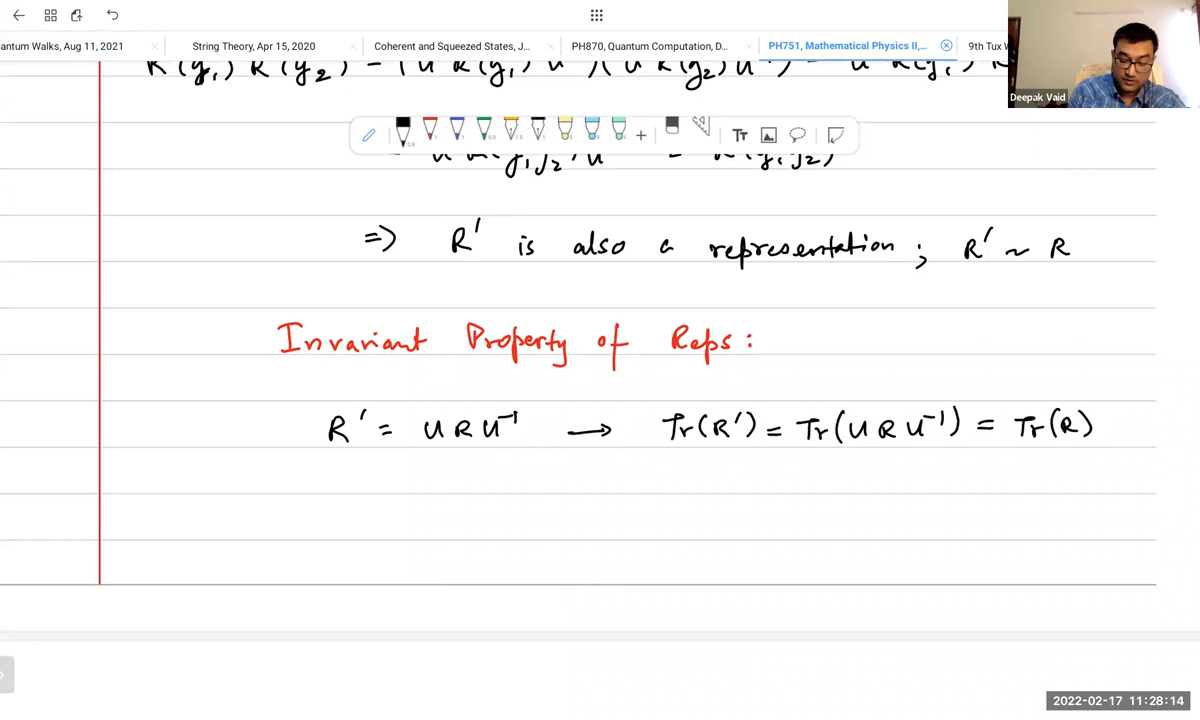 antum Walks, Aug 11, 2021 String Theory, Apr 15, 2020 Coherent and Squeezed States, J... PH870, Quantum Computation, D... PH751, Mathematical Physics II,... 9th Tux W
Deepak Vaid
=> R' is also a representation ; R' ~ R
Invariant Property of Reps :
R' = U R U⁻¹ → Tr(R') = Tr(U R U⁻¹) = Tr(R)
2022-02-17 11:28:14